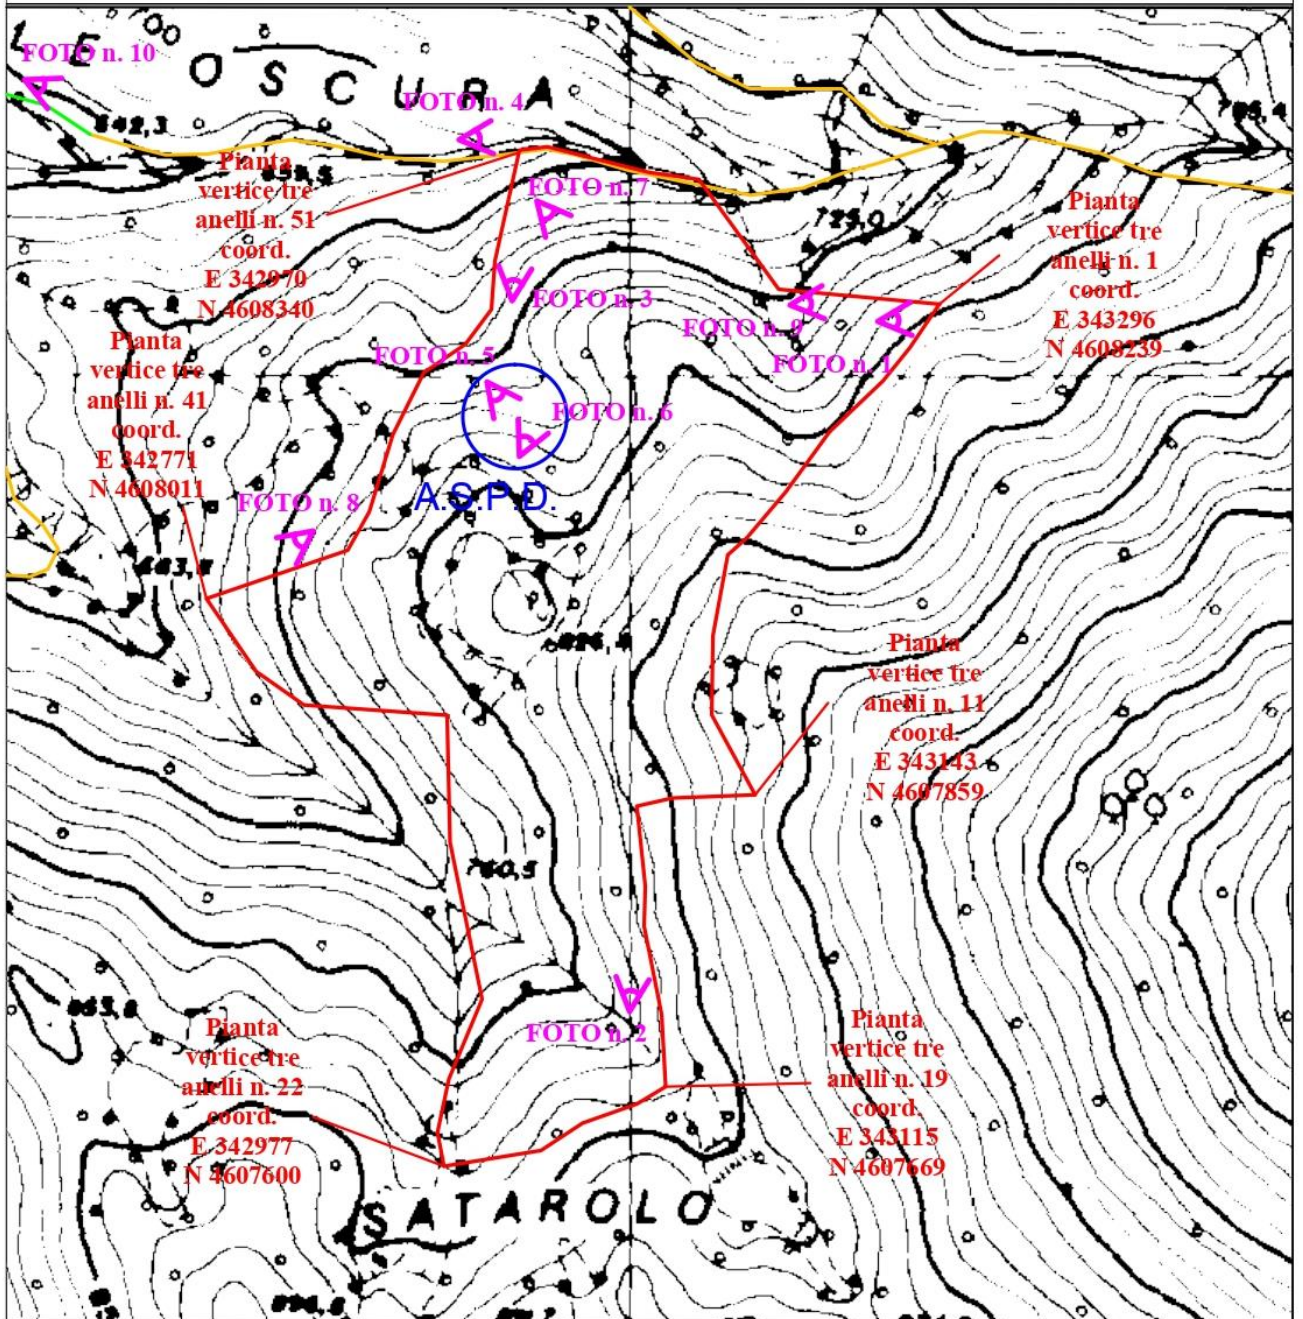 L E OSCURA
700
FOTO n. 10
FOTO n. 4
642,3
Pianta
vertice tre
anelli n. 51
coord.
E 342970
N 4608340
FOTO n. 7
725,0
Pianta
vertice tre
anelli n. 1
coord.
E 343296
N 4608239
FOTO n. 3
FOTO n. 9
FOTO n. 1
Pianta
vertice tre
anelli n. 41
coord.
E 342771
N 4608011
FOTO n. 5
FOTO n. 6
A.S.P.D.
FOTO n. 8
Pianta
vertice tre
anelli n. 11
coord.
E 343143
N 4607859
760,5
FOTO n. 2
Pianta
vertice tre
anelli n. 22
coord.
E 342977
N 4607600
Pianta
vertice tre
anelli n. 19
coord.
E 343115
N 4607669
SATAROLO